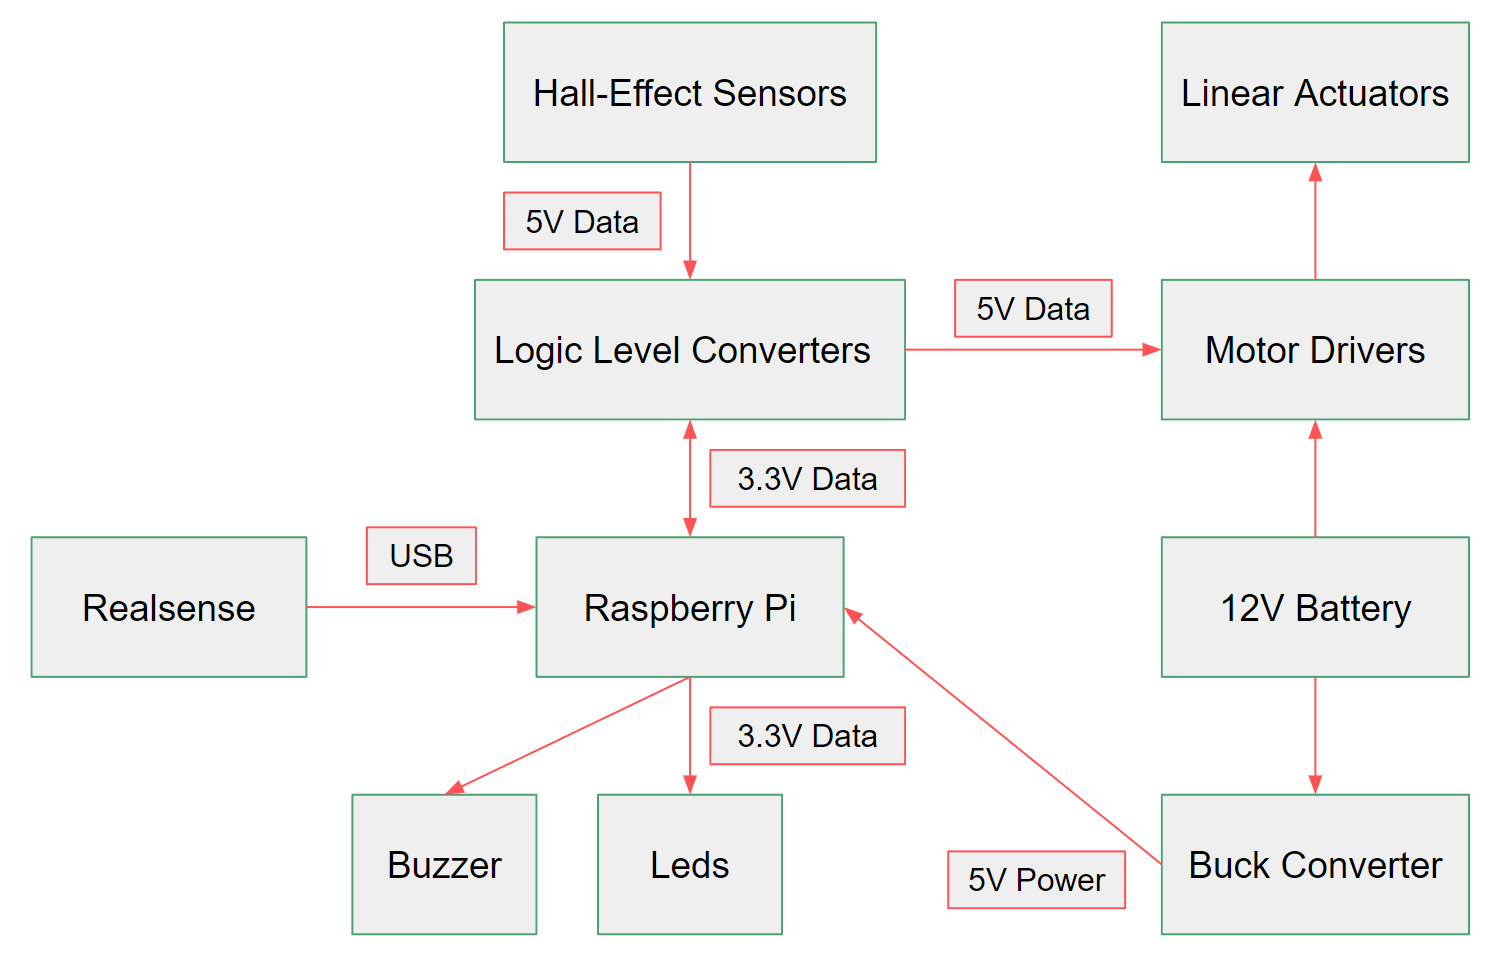 Hall-Effect Sensors
Linear Actuators
5V Data
5V Data
Logic Level Converters
Motor Drivers
3.3V Data
USB
Realsense
Raspberry Pi
12V Battery
3.3V Data
Buzzer
Leds
5V Power
Buck Converter